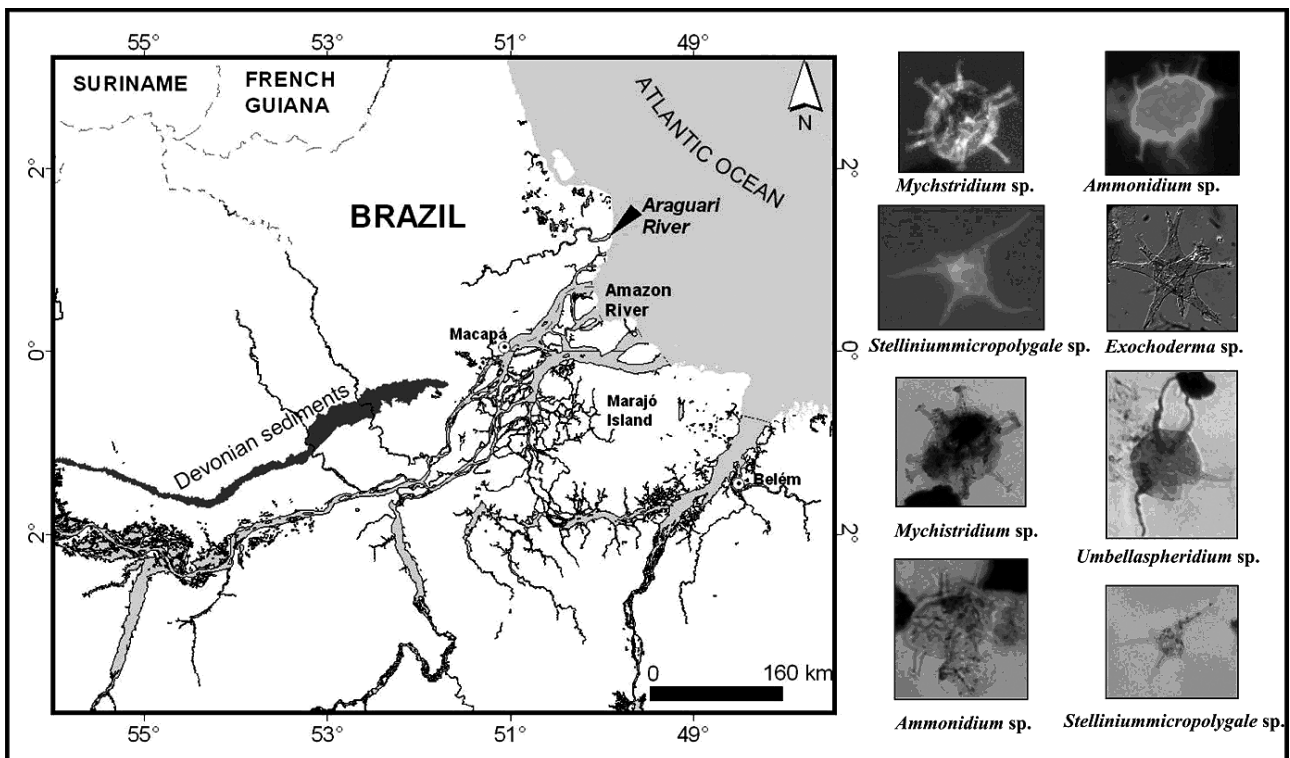 55° 53° 51° 49°
SURINAME
FRENCH
GUIANA
ATLANTIC OCEAN
N
2° 2°
BRAZIL
Araguari
River
Amazon
River
Macapá
0° 0°
Marajó
Island
Devonian sediments
Belém
2° 2°
0 160 km
55° 53° 51° 49°
Mychstridium sp.
Ammonidium sp.
Stelliniummicropolygale sp.
Exochoderma sp.
Mychistridium sp.
Umbellaspheridium sp.
Ammonidium sp.
Stelliniummicropolygale sp.